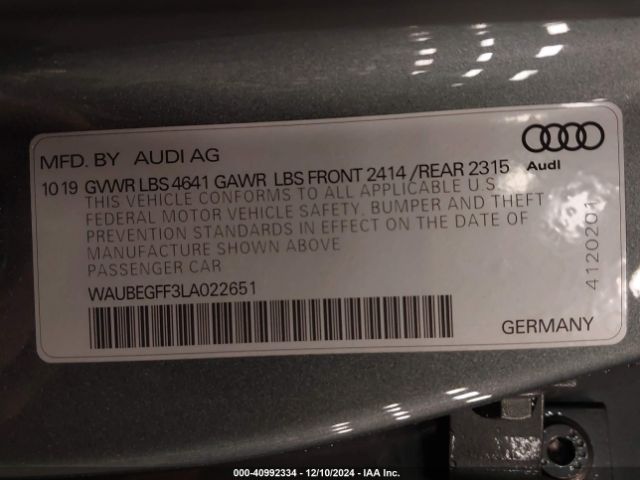 MFD. BY AUDI AG
Audi
10 19 GVWR LBS 4641 GAWR LBS FRONT 2414 /REAR 2315
THIS VEHICLE CONFORMS TO ALL APPLICABLE U.S.
FEDERAL MOTOR VEHICLE SAFETY, BUMPER AND THEFT
PREVENTION STANDARDS IN EFFECT ON THE DATE OF
MANUFACTURE SHOWN ABOVE
PASSENGER CAR
WAUBEGFF3LA022651
4120201
GERMANY
000-40992334 - 12/10/2024 - IAA Inc.